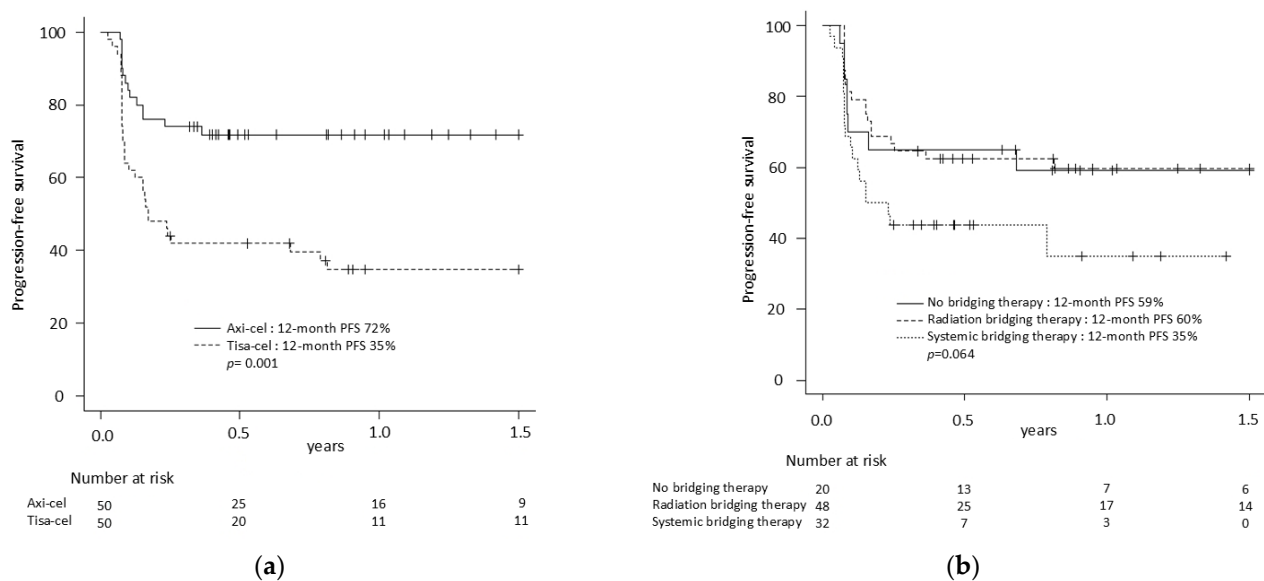 100
80
60
40
20
0
Progression-free survival
Axi-cel : 12-month PFS 72%
Tisa-cel : 12-month PFS 35%
p= 0.001
0.0 0.5 1.0 1.5
years
Number at risk
Axi-cel 50 25 16 9
Tisa-cel 50 20 11 11
(a)
100
80
60
40
20
0
Progression-free survival
No bridging therapy : 12-month PFS 59%
Radiation bridging therapy : 12-month PFS 60%
Systemic bridging therapy : 12-month PFS 35%
p=0.064
0.0 0.5 1.0 1.5
years
Number at risk
No bridging therapy 20 13 7 6
Radiation bridging therapy 48 25 17 14
Systemic bridging therapy 32 7 3 0
(b)